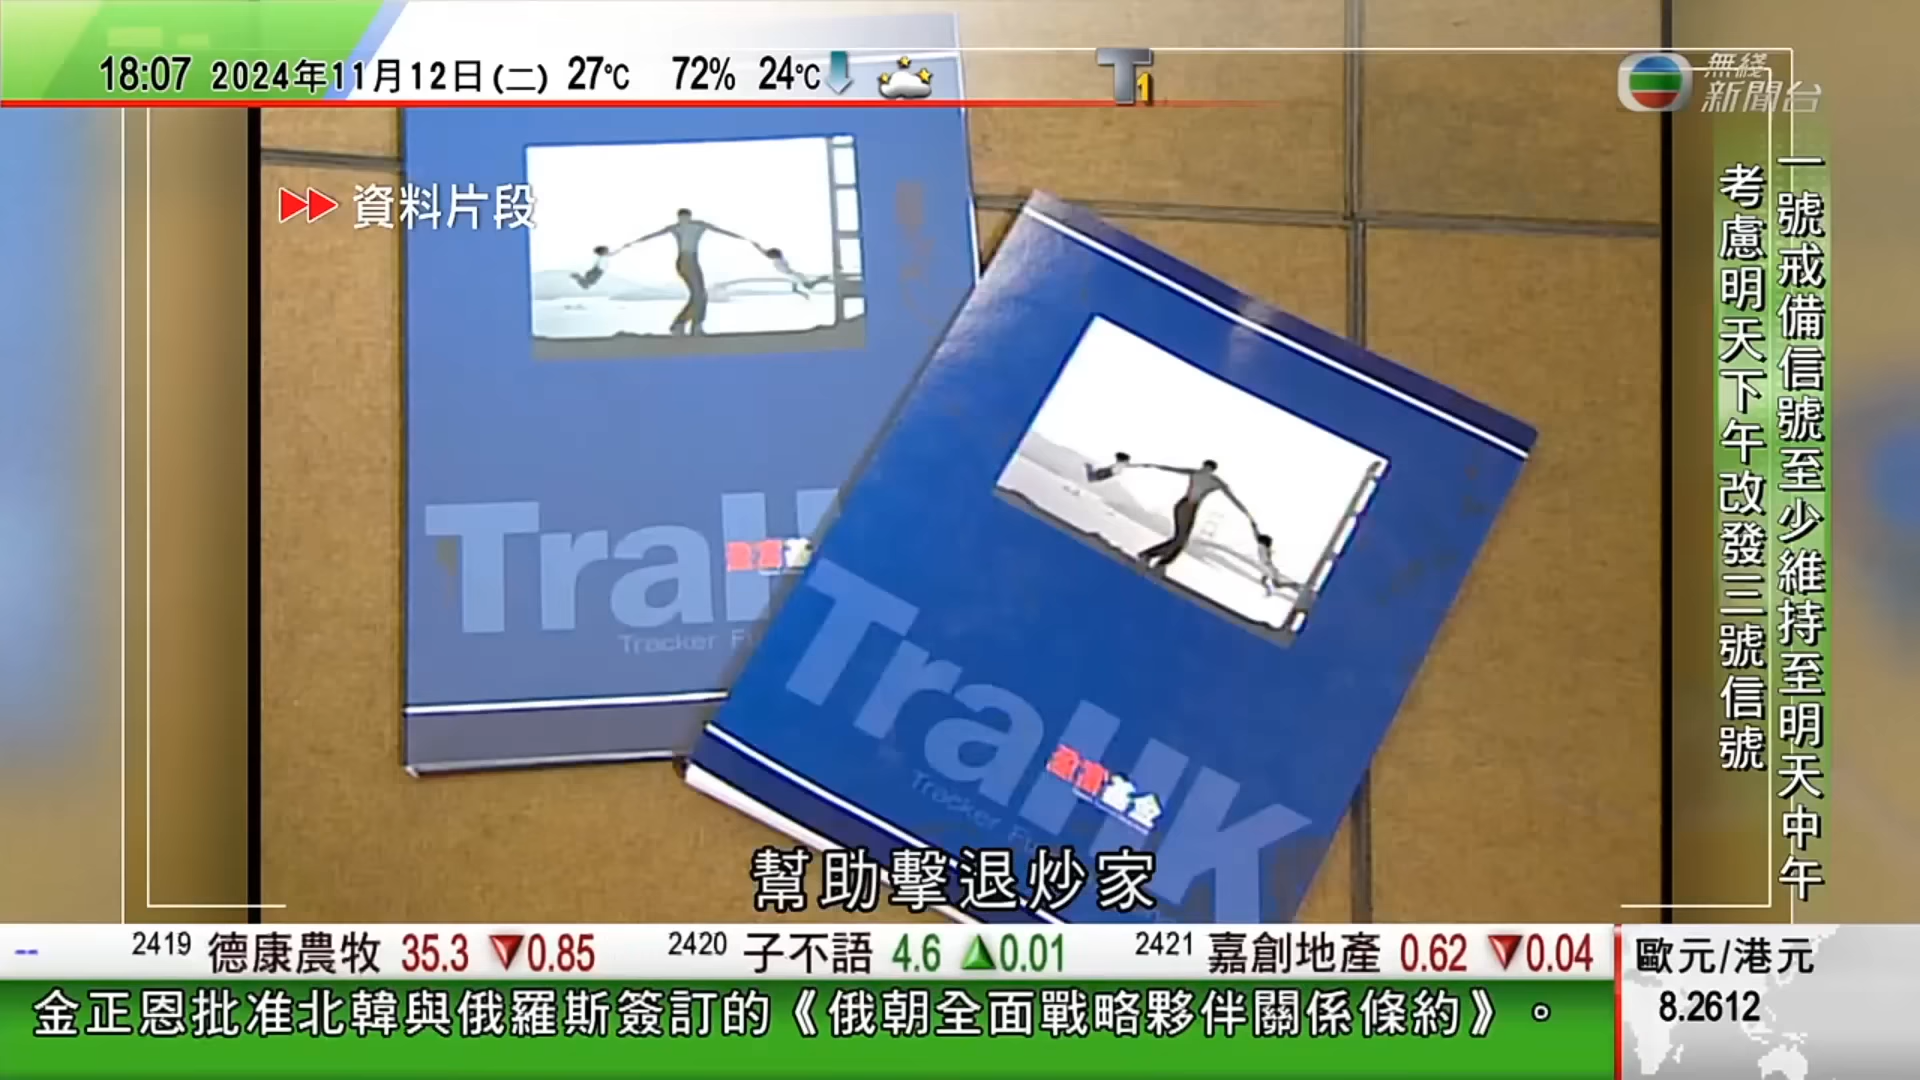 18:07 2024年11月12日(二) 27℃ 72% 24℃
T1
無綫
新聞台
資料片段
一號戒備信號至少維持至明天中午
考慮明天下午改發三號信號
TraHK
Tracker
盈富基金
TraHK
Tracker
幫助擊退炒家
-- 2419 德康農牧 35.3 ▼0.85 2420 子不語 4.6 ▲0.01 2421 嘉創地產 0.62 ▼0.04
歐元/港元
8.2612
金正恩批准北韓與俄羅斯簽訂的《俄朝全面戰略夥伴關係條約》。